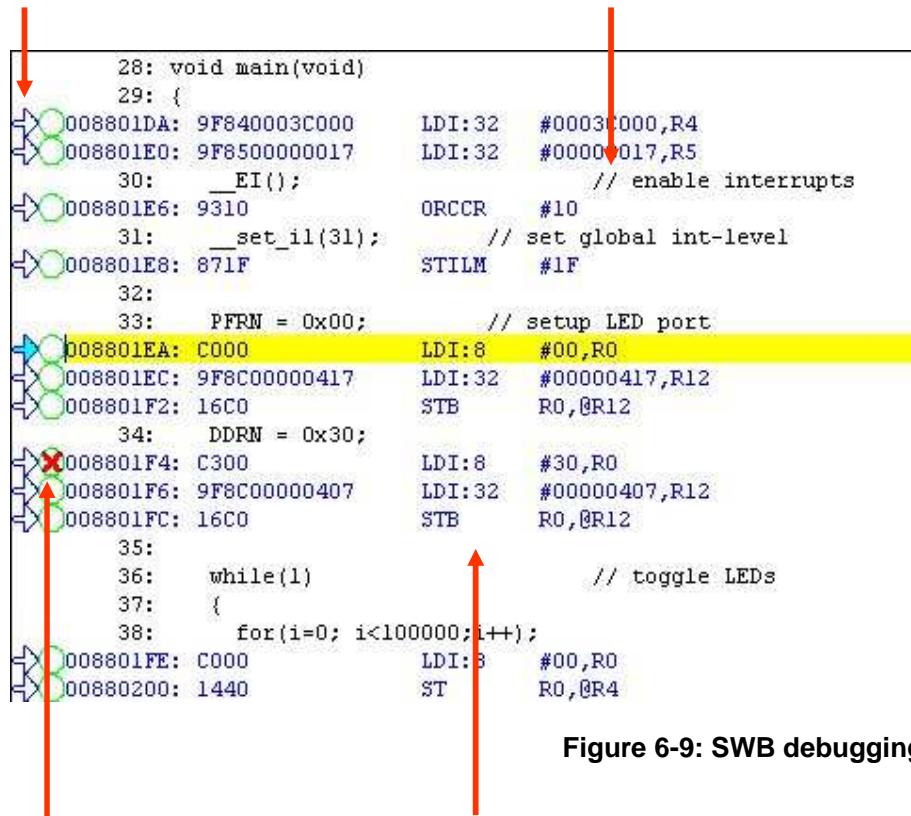 28: void main(void)
29: {
008801DA: 9F840003C000 LDI:32 #0003C000,R4
008801E0: 9F8500000017 LDI:32 #00000017,R5
30: __EI(); // enable interrupts
008801E6: 9310 ORCCR #10
31: __set_il(31); // set global int-level
008801E8: 871F STILM #1F
32:
33: PFRN = 0x00; // setup LED port
008801EA: C000 LDI:8 #00,R0
008801EC: 9F8C00000417 LDI:32 #00000417,R12
008801F2: 16C0 STB R0,@R12
34: DDRN = 0x30;
008801F4: C300 LDI:8 #30,R0
008801F6: 9F8C00000407 LDI:32 #00000407,R12
008801FC: 16C0 STB R0,@R12
35:
36: while(1) // toggle LEDs
37: {
38: for(i=0; i<100000;i++);
008801FE: C000 LDI:8 #00,R0
00880200: 1440 ST R0,@R4
Figure 6-9: SWB debugging